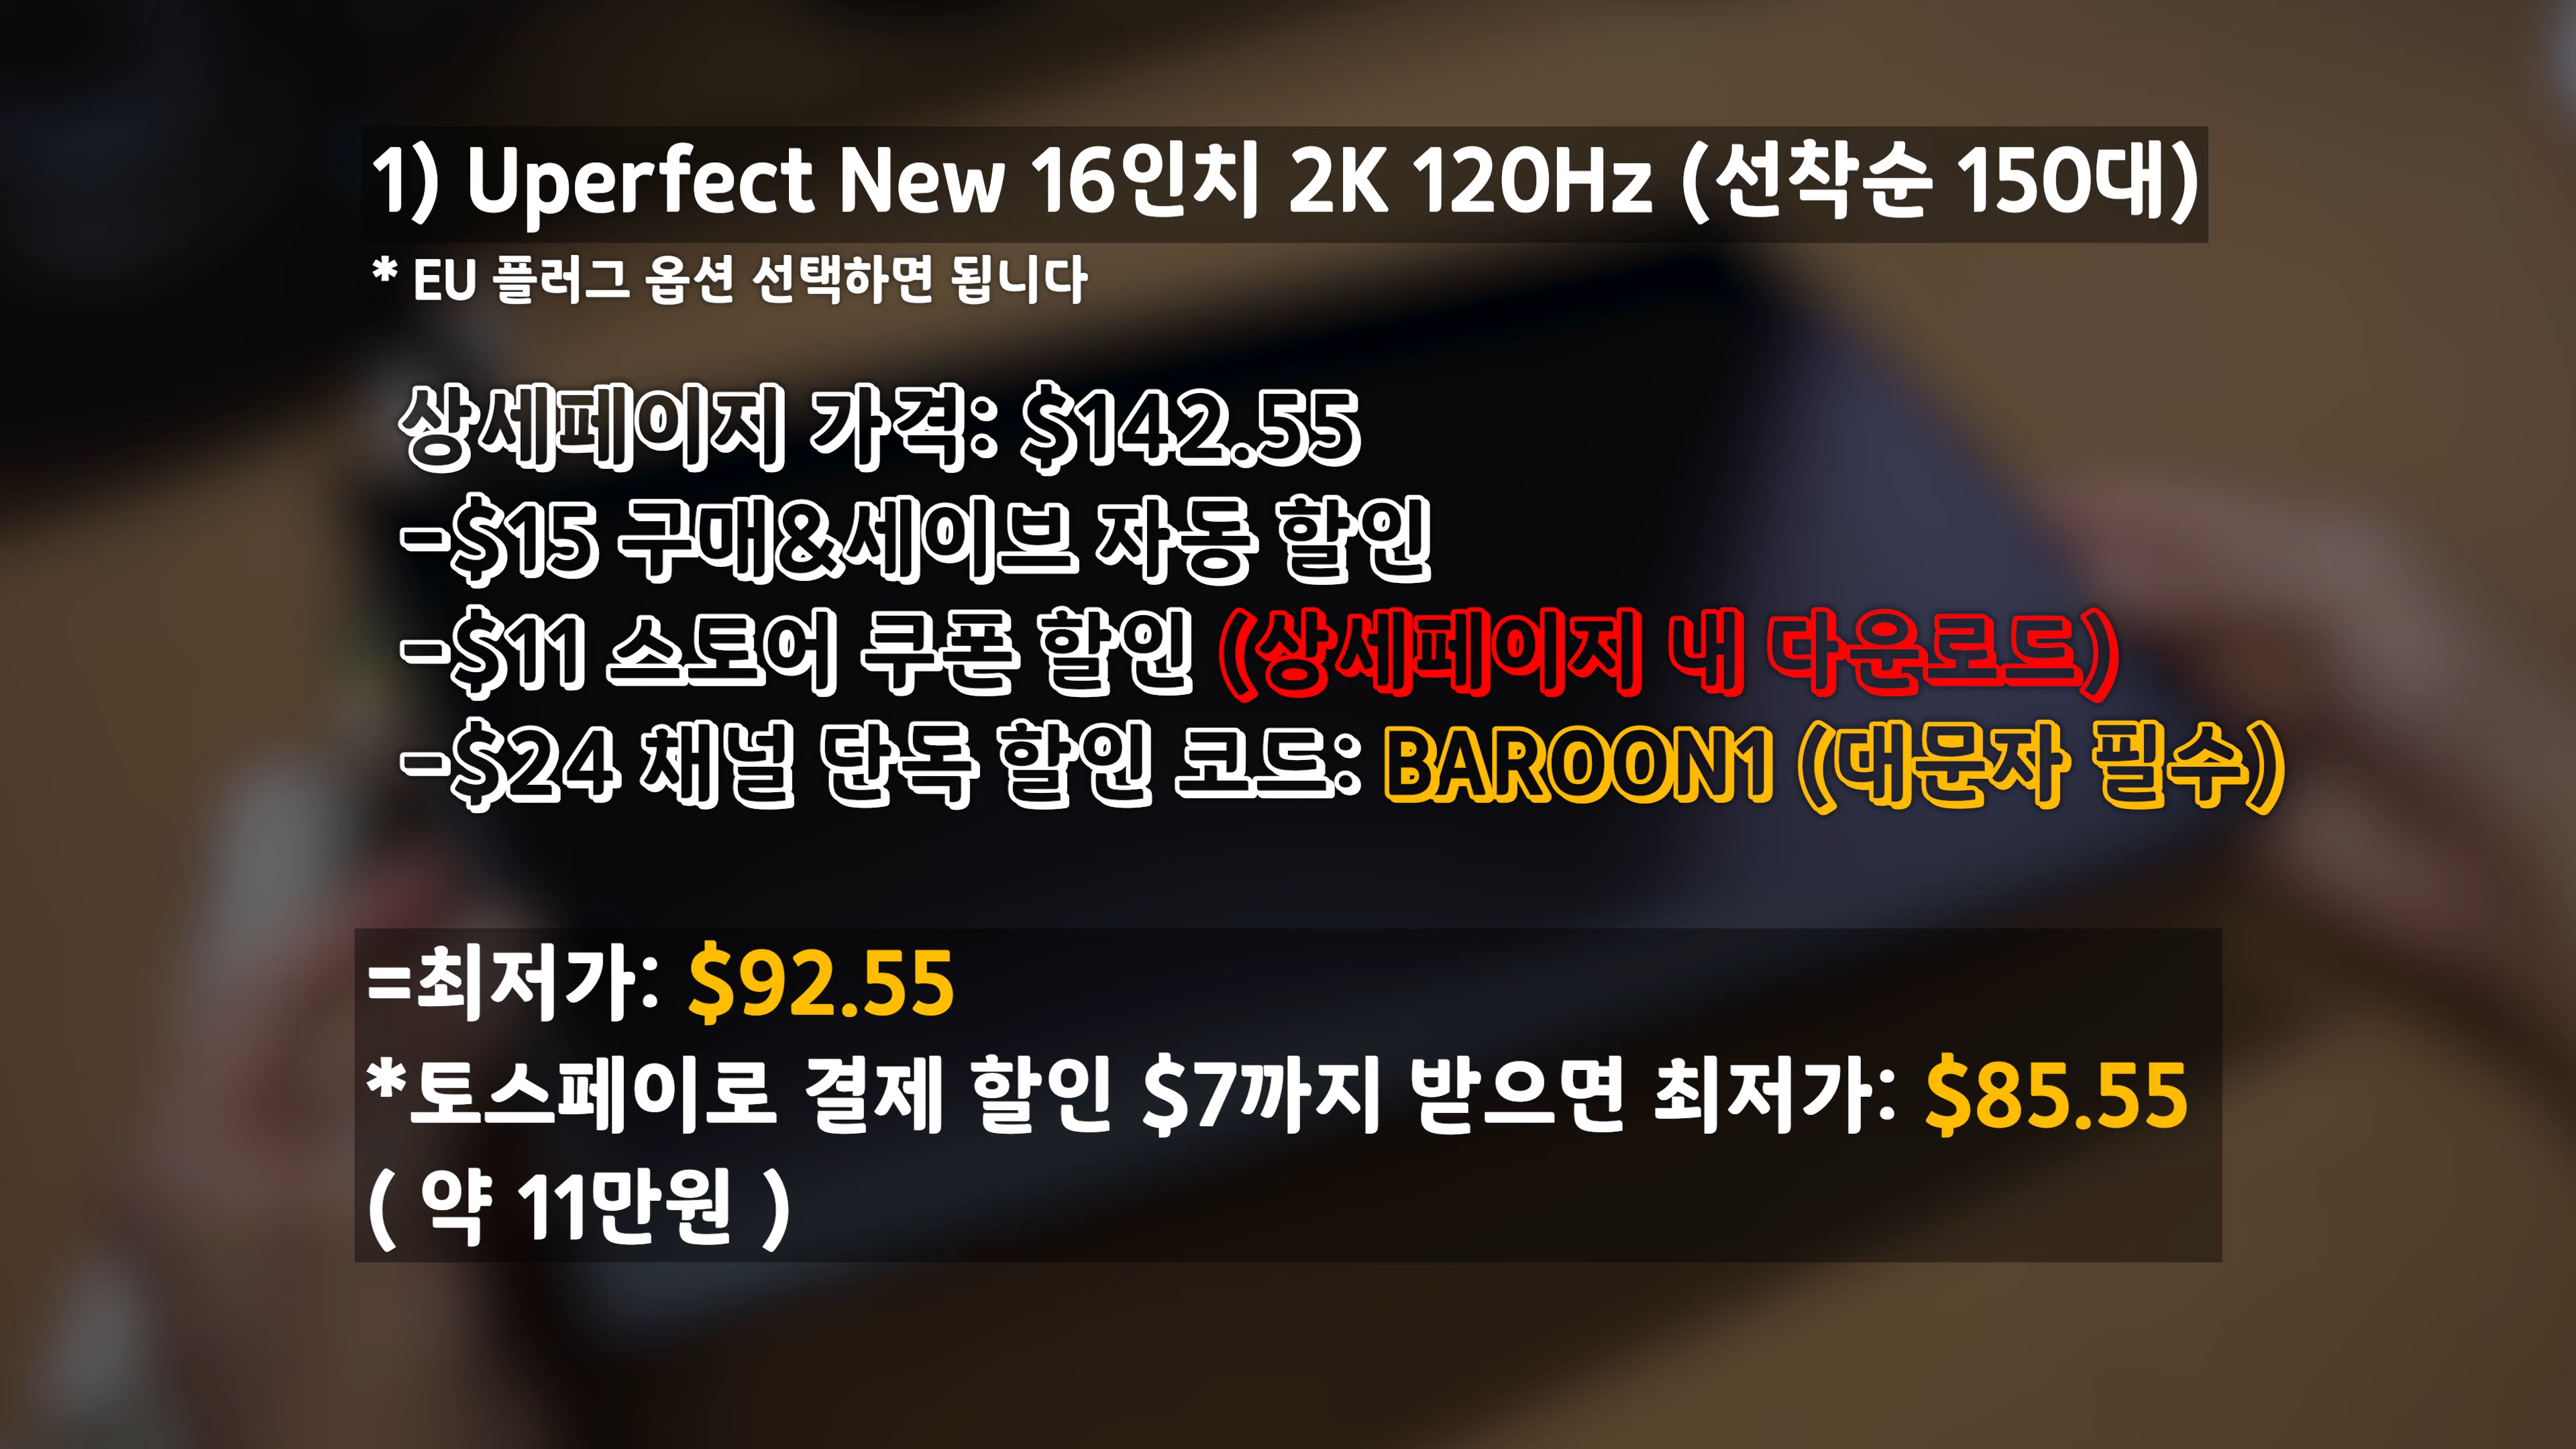 1) Uperfect New 16인치 2K 120Hz (선착순 150대)
* EU 플러그 옵션 선택하면 됩니다
상세페이지 가격: $142.55
-$15 구매&세이브 자동 할인
-$11 스토어 쿠폰 할인 (상세페이지 내 다운로드)
-$24 채널 단독 할인 코드: BAROON1 (대문자 필수)
=최저가: $92.55
*토스페이로 결제 할인 $7까지 받으면 최저가: $85.55
( 약 11만원 )